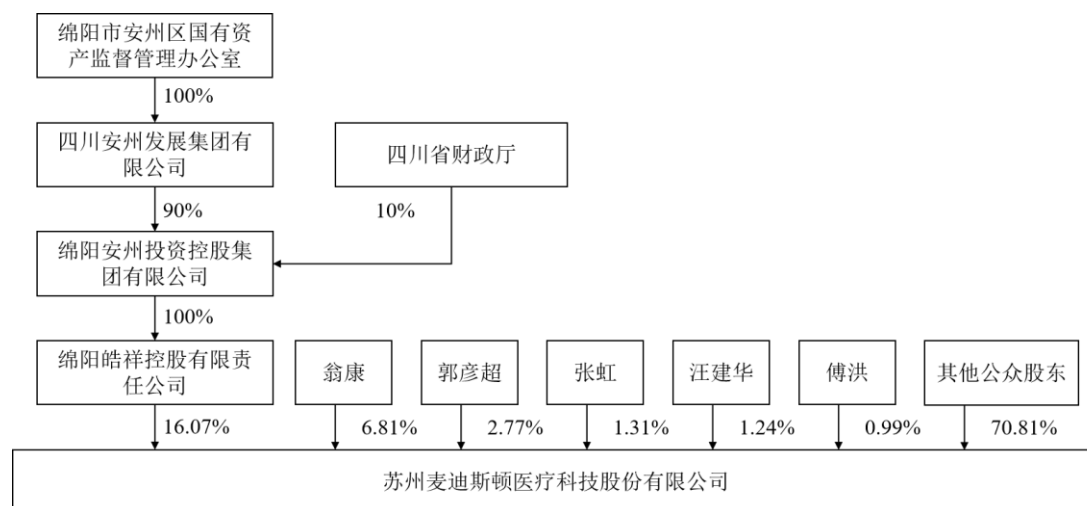 绵阳市安州区国有资
产监督管理办公室
100%
四川安州发展集团有
限公司
四川省财政厅
90%
10%
绵阳安州投资控股集
团有限公司
100%
绵阳皓祥控股有限责
任公司
翁康
郭彦超
张虹
汪建华
傅洪
其他公众股东
16.07%
6.81%
2.77%
1.31%
1.24%
0.99%
70.81%
苏州麦迪斯顿医疗科技股份有限公司